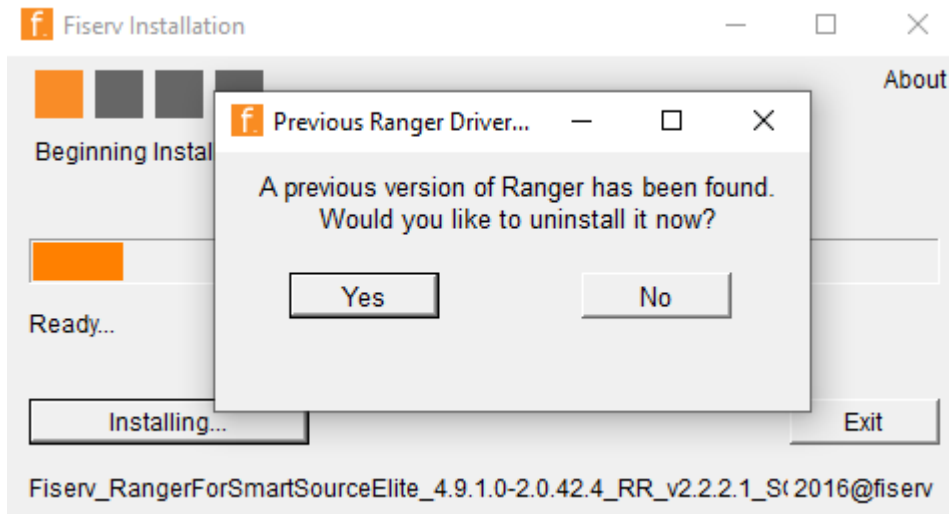 f. Fiserv Installation
About
f. Previous Ranger Driver...
Beginning Instal
A previous version of Ranger has been found.
Would you like to uninstall it now?
Yes No
Ready...
Installing... Exit
Fiserv_RangerForSmartSourceElite_4.9.1.0-2.0.42.4_RR_v2.2.2.1_S( 2016@fiserv